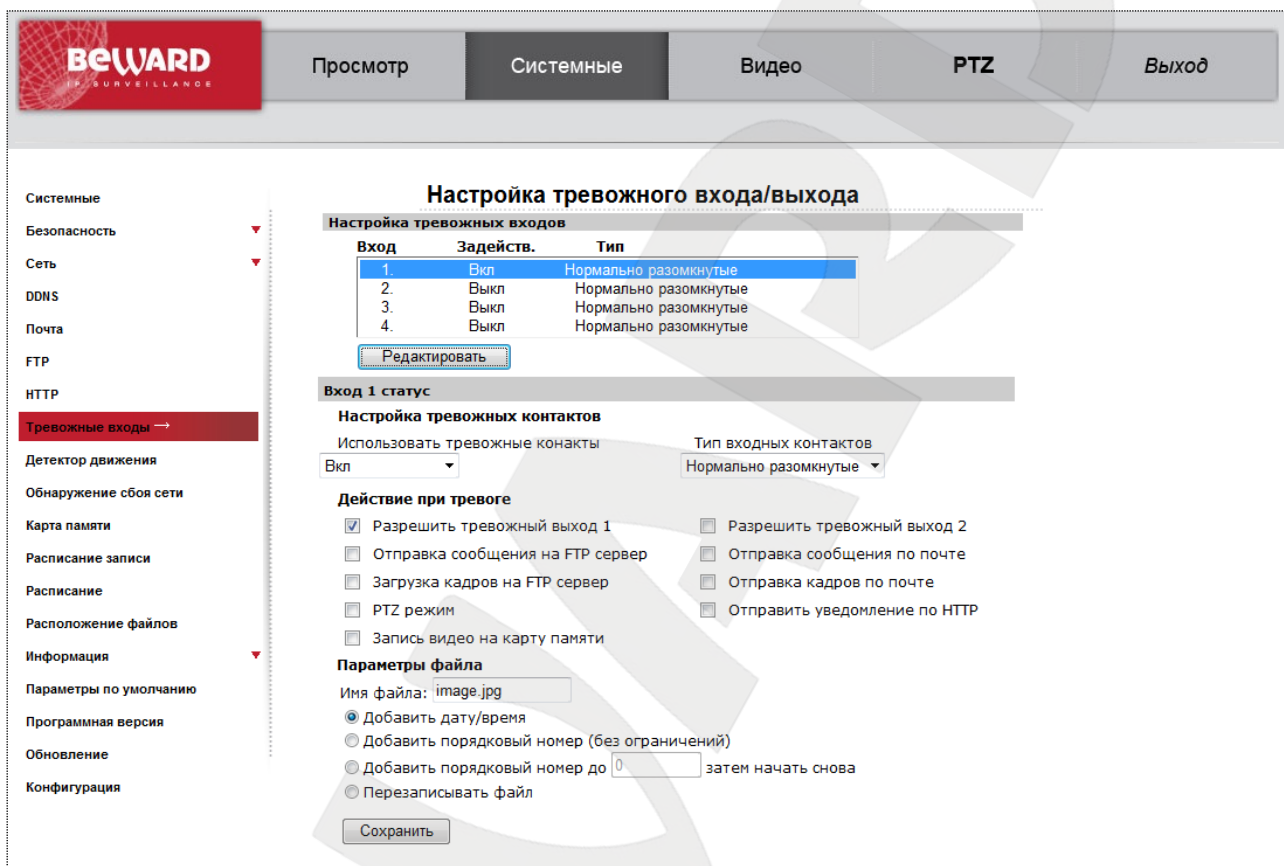 BEWARD
IP SURVEILLANCE
Просмотр
Системные
Видео
PTZ
Выход
Системные
Безопасность
Сеть
DDNS
Почта
FTP
HTTP
Тревожные входы →
Детектор движения
Обнаружение сбоя сети
Карта памяти
Расписание записи
Расписание
Расположение файлов
Информация
Параметры по умолчанию
Программная версия
Обновление
Конфигурация
Настройка тревожного входа/выхода
Настройка тревожных входов
Вход Задейств. Тип
1. Вкл Нормально разомкнутые
2. Выкл Нормально разомкнутые
3. Выкл Нормально разомкнутые
4. Выкл Нормально разомкнутые
Редактировать
Вход 1 статус
Настройка тревожных контактов
Использовать тревожные конакты Тип входных контактов
Вкл Нормально разомкнутые
Действие при тревоге
Разрешить тревожный выход 1 Разрешить тревожный выход 2
Отправка сообщения на FTP сервер Отправка сообщения по почте
Загрузка кадров на FTP сервер Отправка кадров по почте
PTZ режим Отправить уведомление по HTTP
Запись видео на карту памяти
Параметры файла
Имя файла: image.jpg
Добавить дату/время
Добавить порядковый номер (без ограничений)
Добавить порядковый номер до 0 затем начать снова
Перезаписывать файл
Сохранить